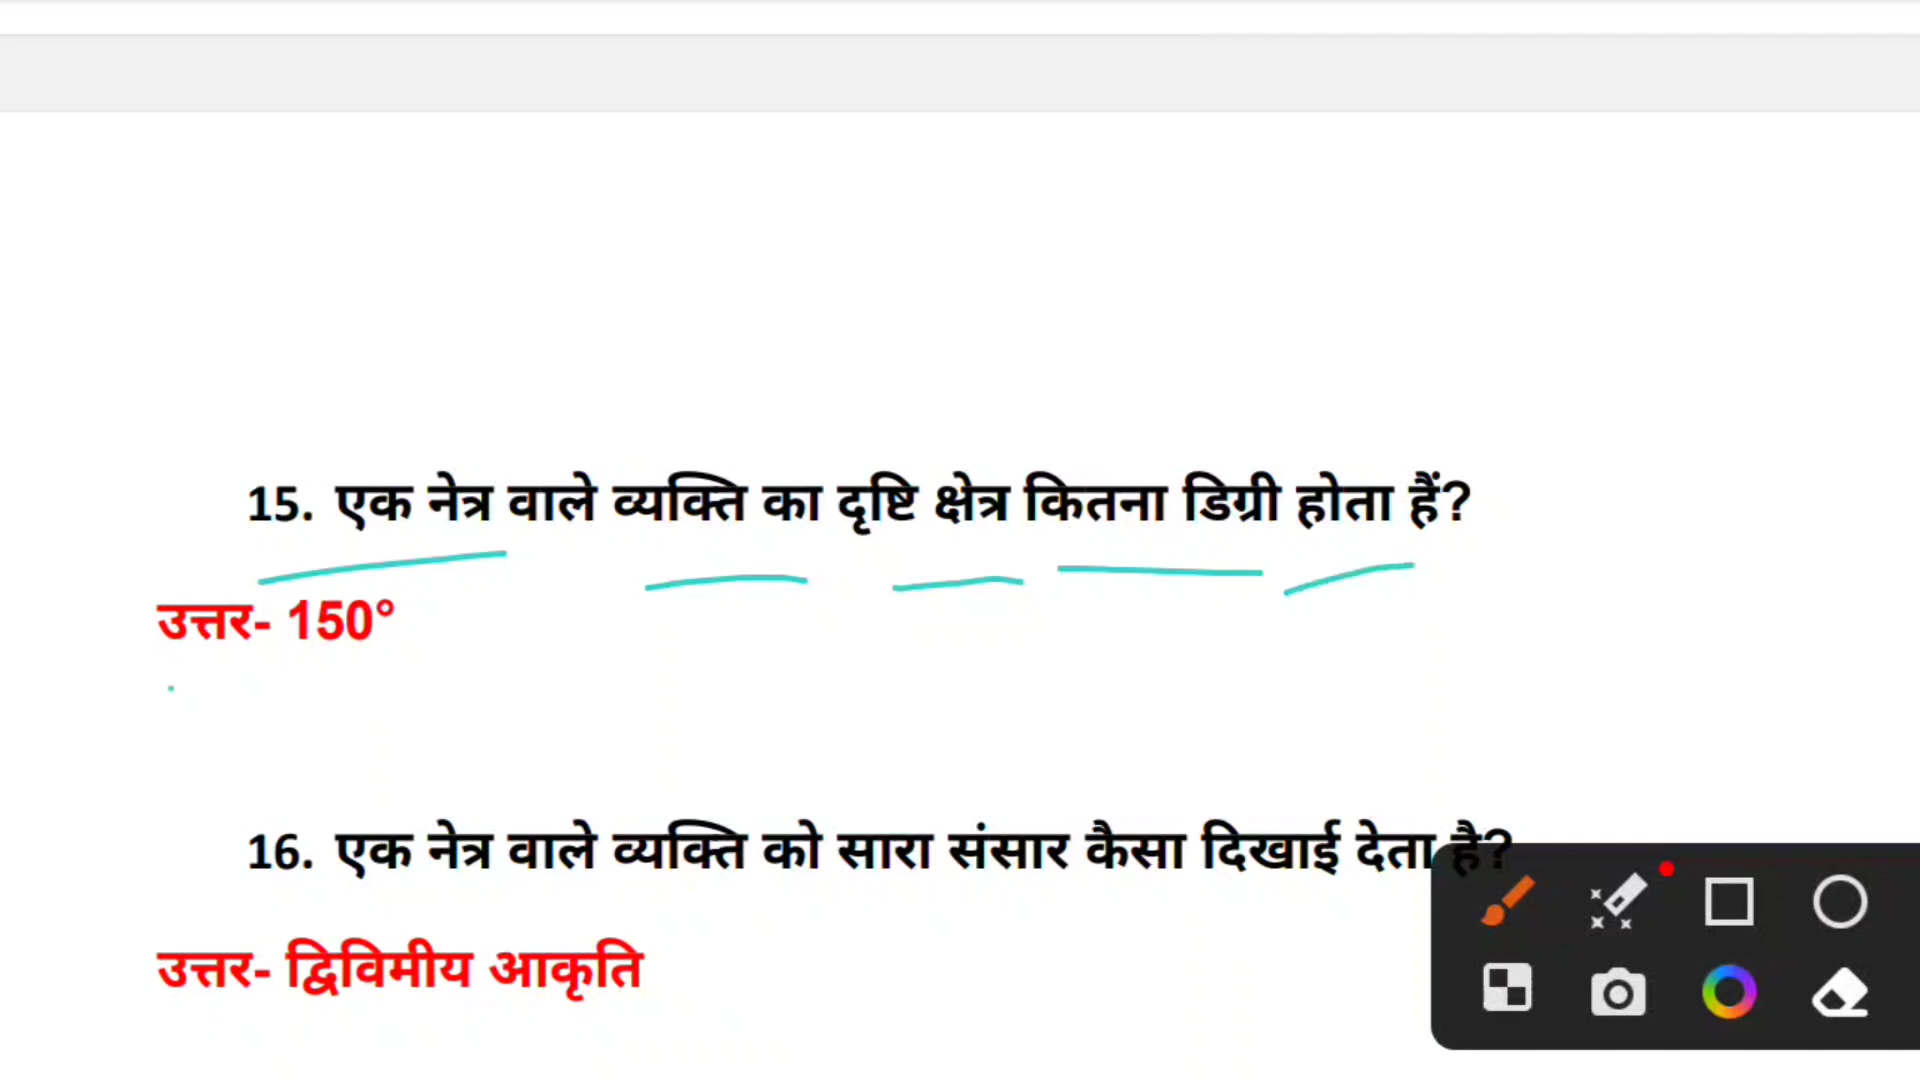 15. एक नेत्र वाले व्यक्ति का दृष्टि क्षेत्र कितना डिग्री होता हैं?
उत्तर- 150°
16. एक नेत्र वाले व्यक्ति को सारा संसार कैसा दिखाई देता है?
उत्तर- द्विविमीय आकृति